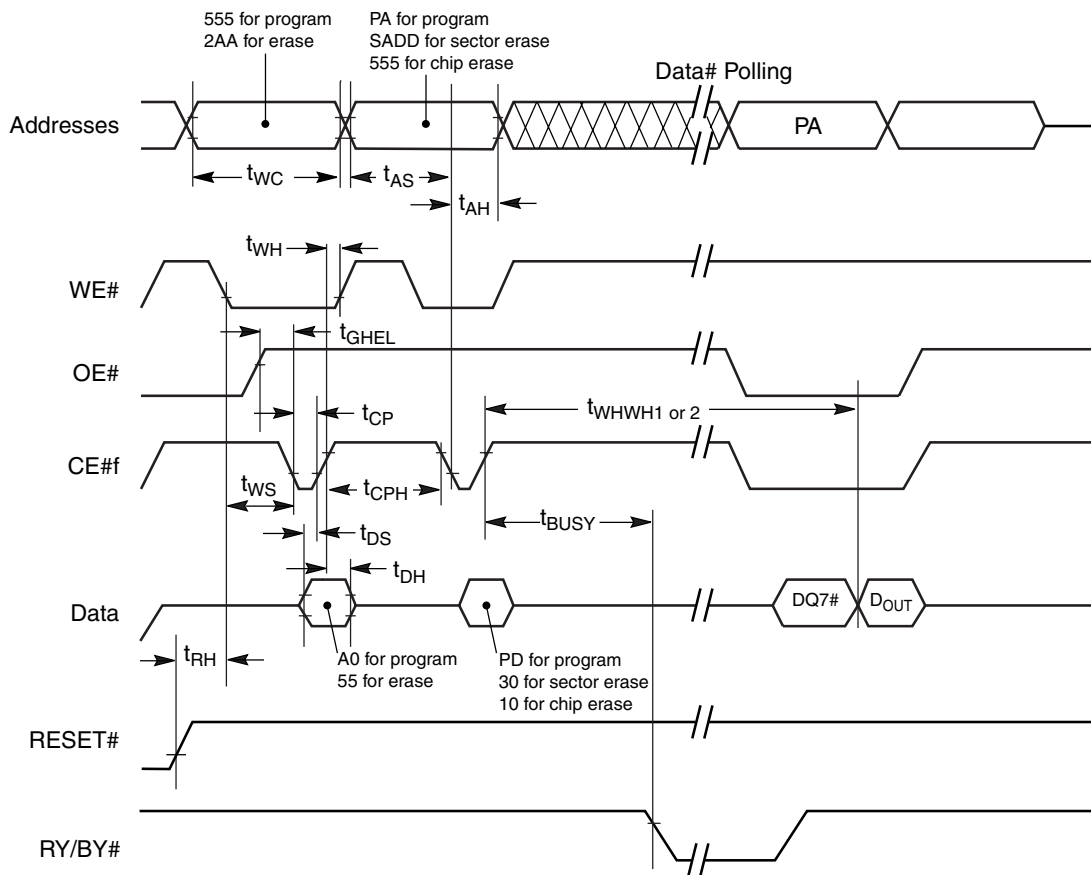 555 for program
2AA for erase
PA for program
SADD for sector erase
555 for chip erase
Data# Polling
Addresses
PA
tWC
tAS
tAH
tWH
WE#
tGHEL
OE#
tWHWH1 or 2
tCP
CE#f
tWS
tCPH
tBUSY
tDS
tDH
Data
DQ7#
DOUT
tRH
A0 for program
55 for erase
PD for program
30 for sector erase
10 for chip erase
RESET#
RY/BY#